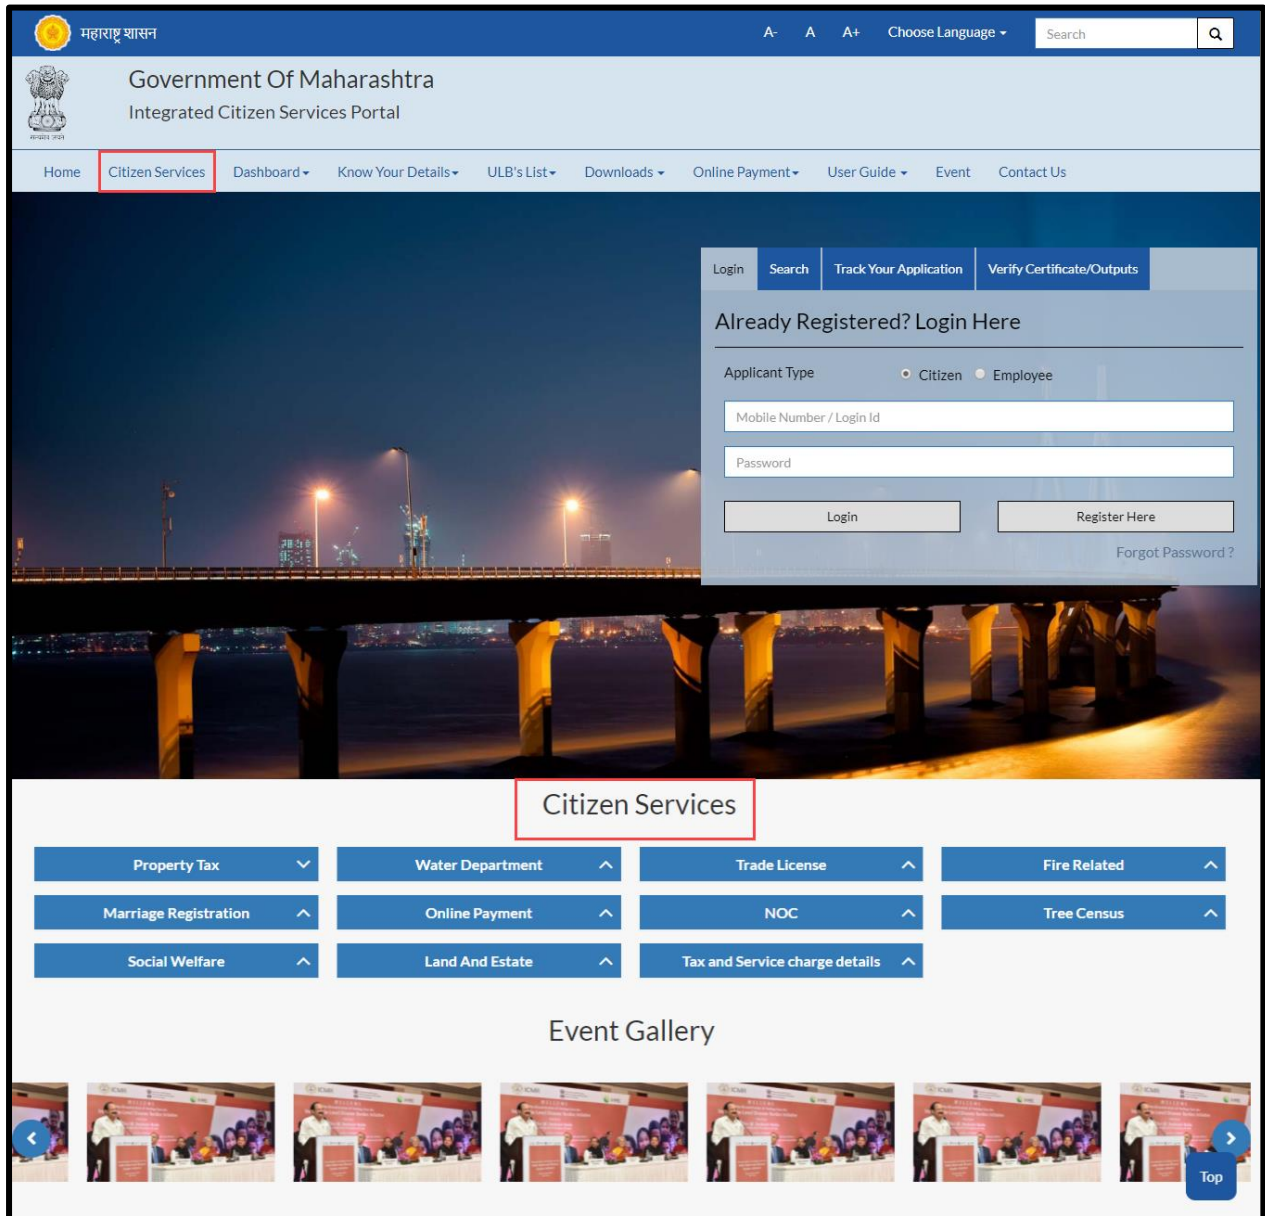 महाराष्ट्र शासन
A- A A+ Choose Language Search
Government Of Maharashtra
Integrated Citizen Services Portal
सत्यमेव जयते
Home Citizen Services Dashboard Know Your Details ULB's List Downloads Online Payment User Guide Event Contact Us
Login Search Track Your Application Verify Certificate/Outputs
Already Registered? Login Here
Applicant Type Citizen Employee
Mobile Number / Login Id
Password
Login Register Here
Forgot Password ?
Citizen Services
Property Tax Water Department Trade License Fire Related
Marriage Registration Online Payment NOC Tree Census
Social Welfare Land And Estate Tax and Service charge details
Event Gallery
Top